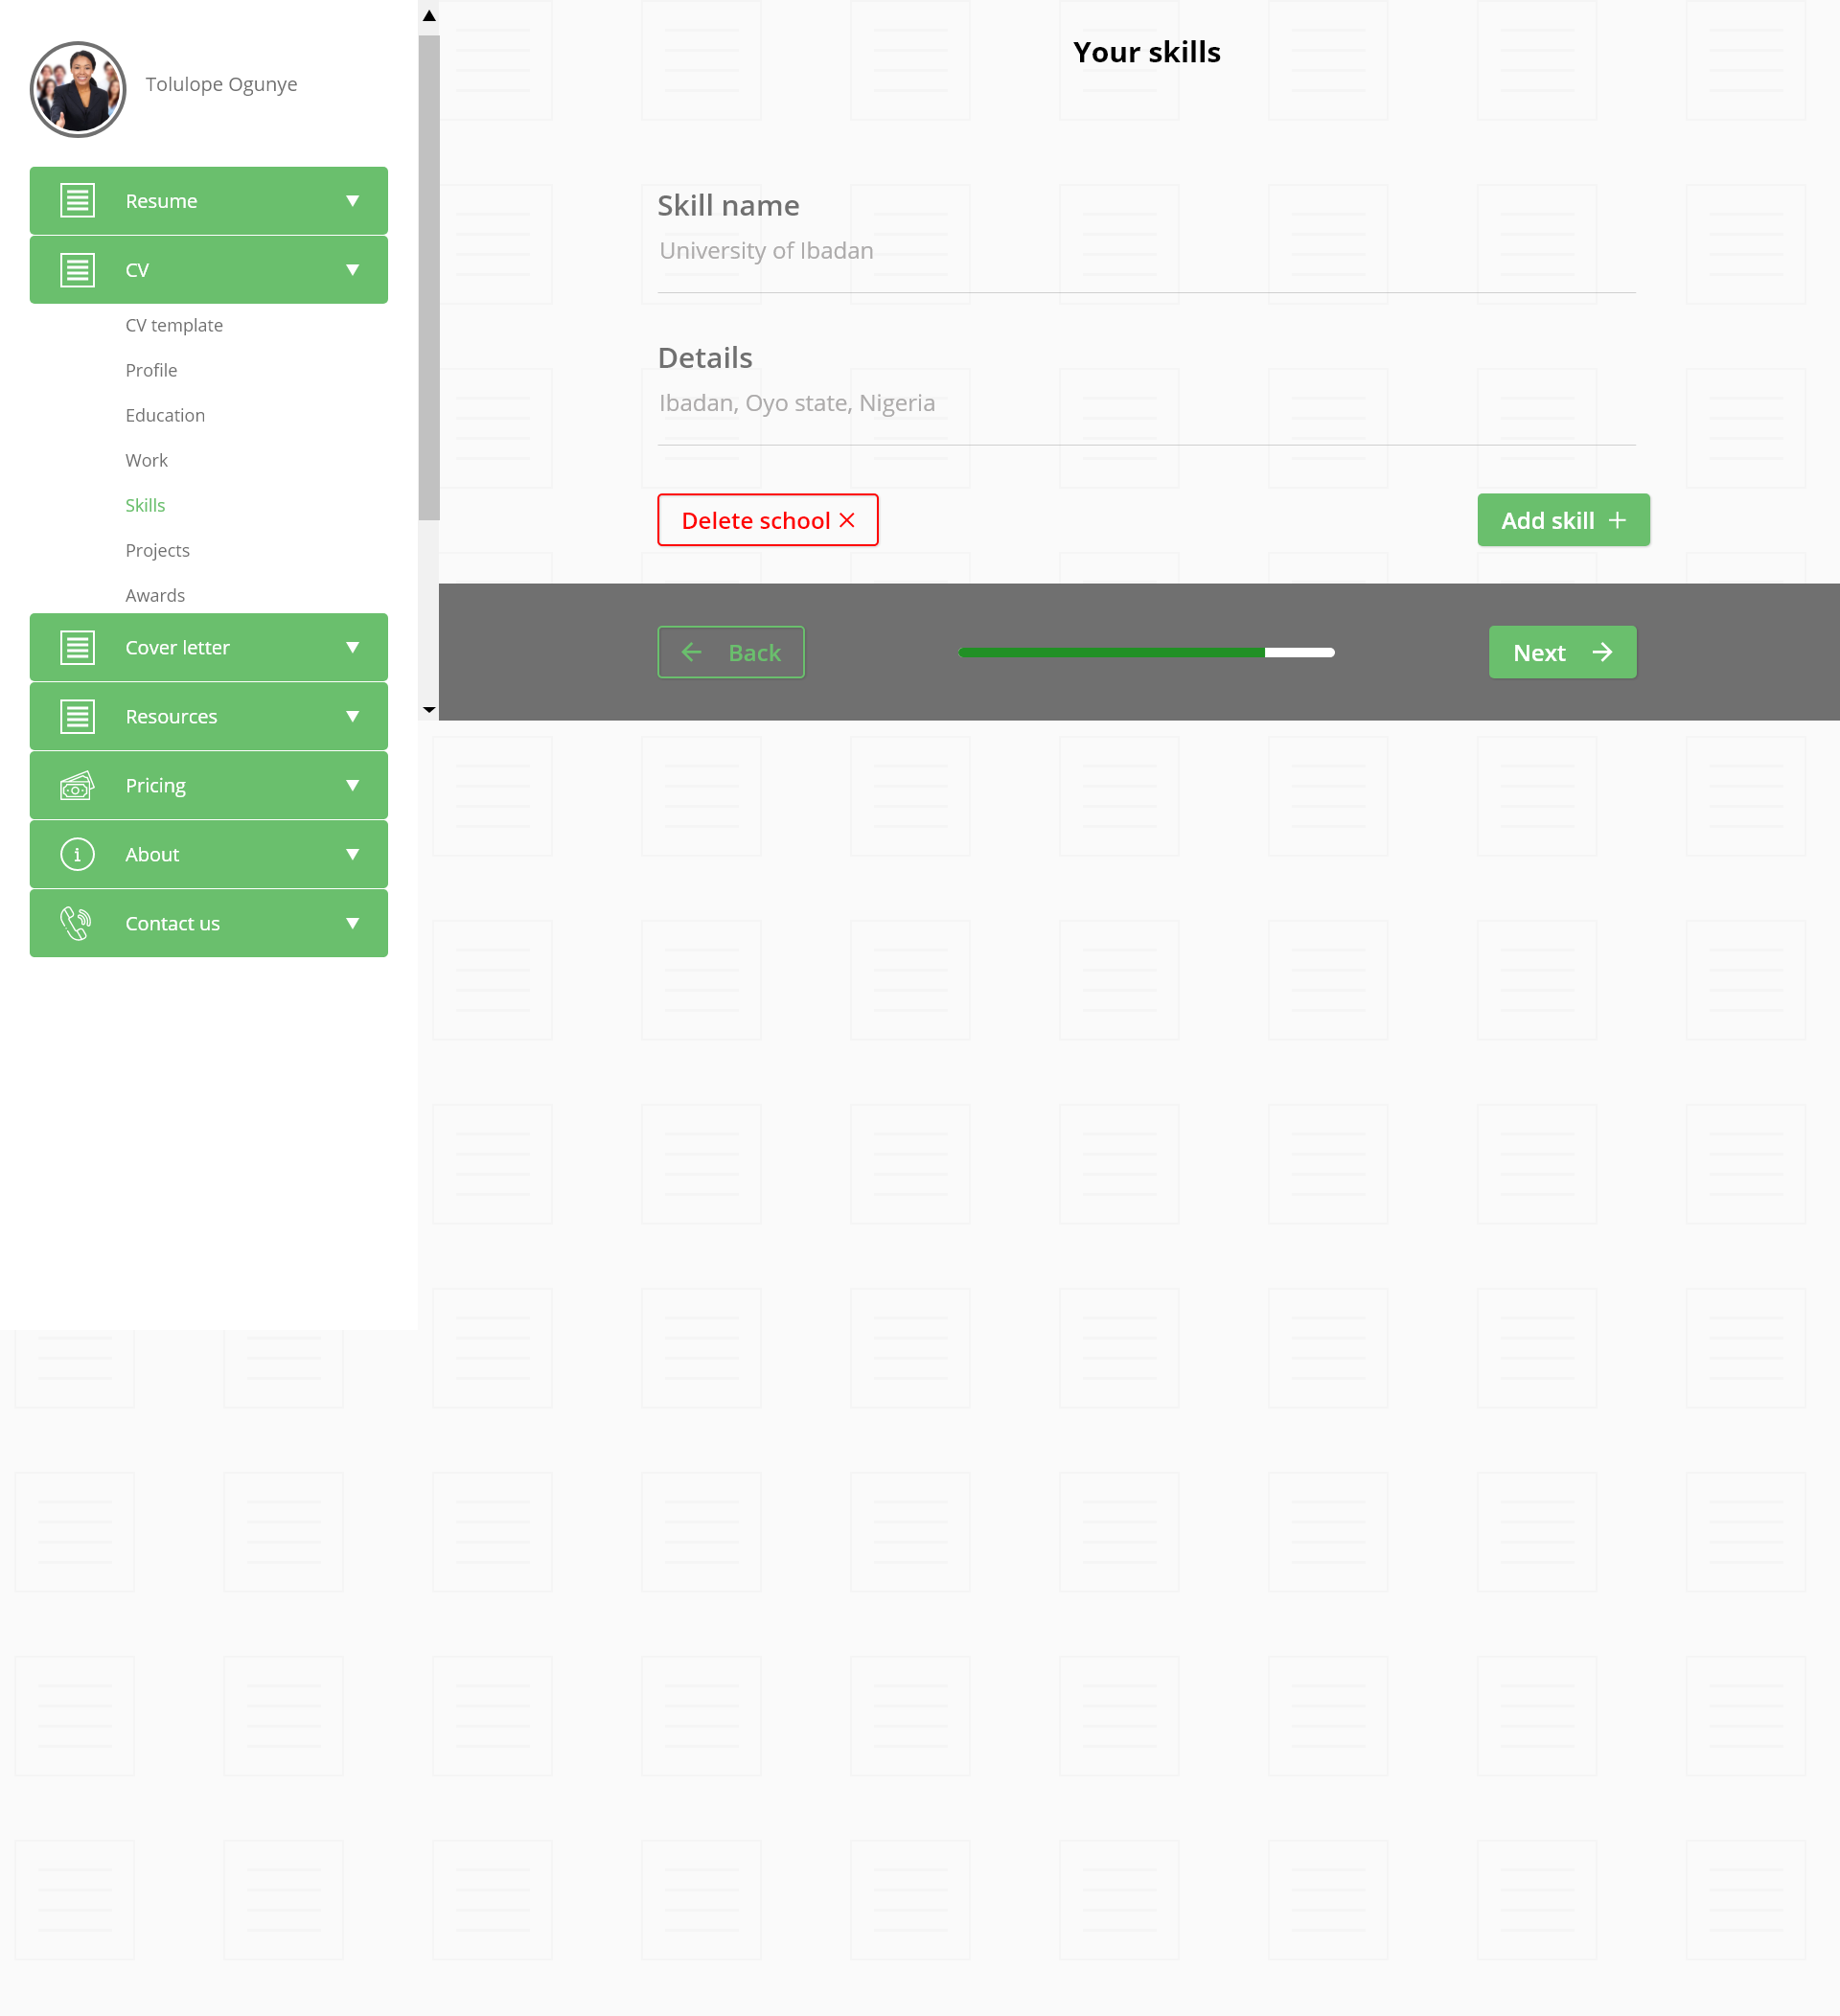 Tolulope Ogunye
Resume
CV
CV template
Profile
Education
Work
Skills
Projects
Awards
Cover letter
Resources
Pricing
About
Contact us
Your skills
Skill name
University of Ibadan
Details
Ibadan, Oyo state, Nigeria
Delete school
Add skill
Back
Next